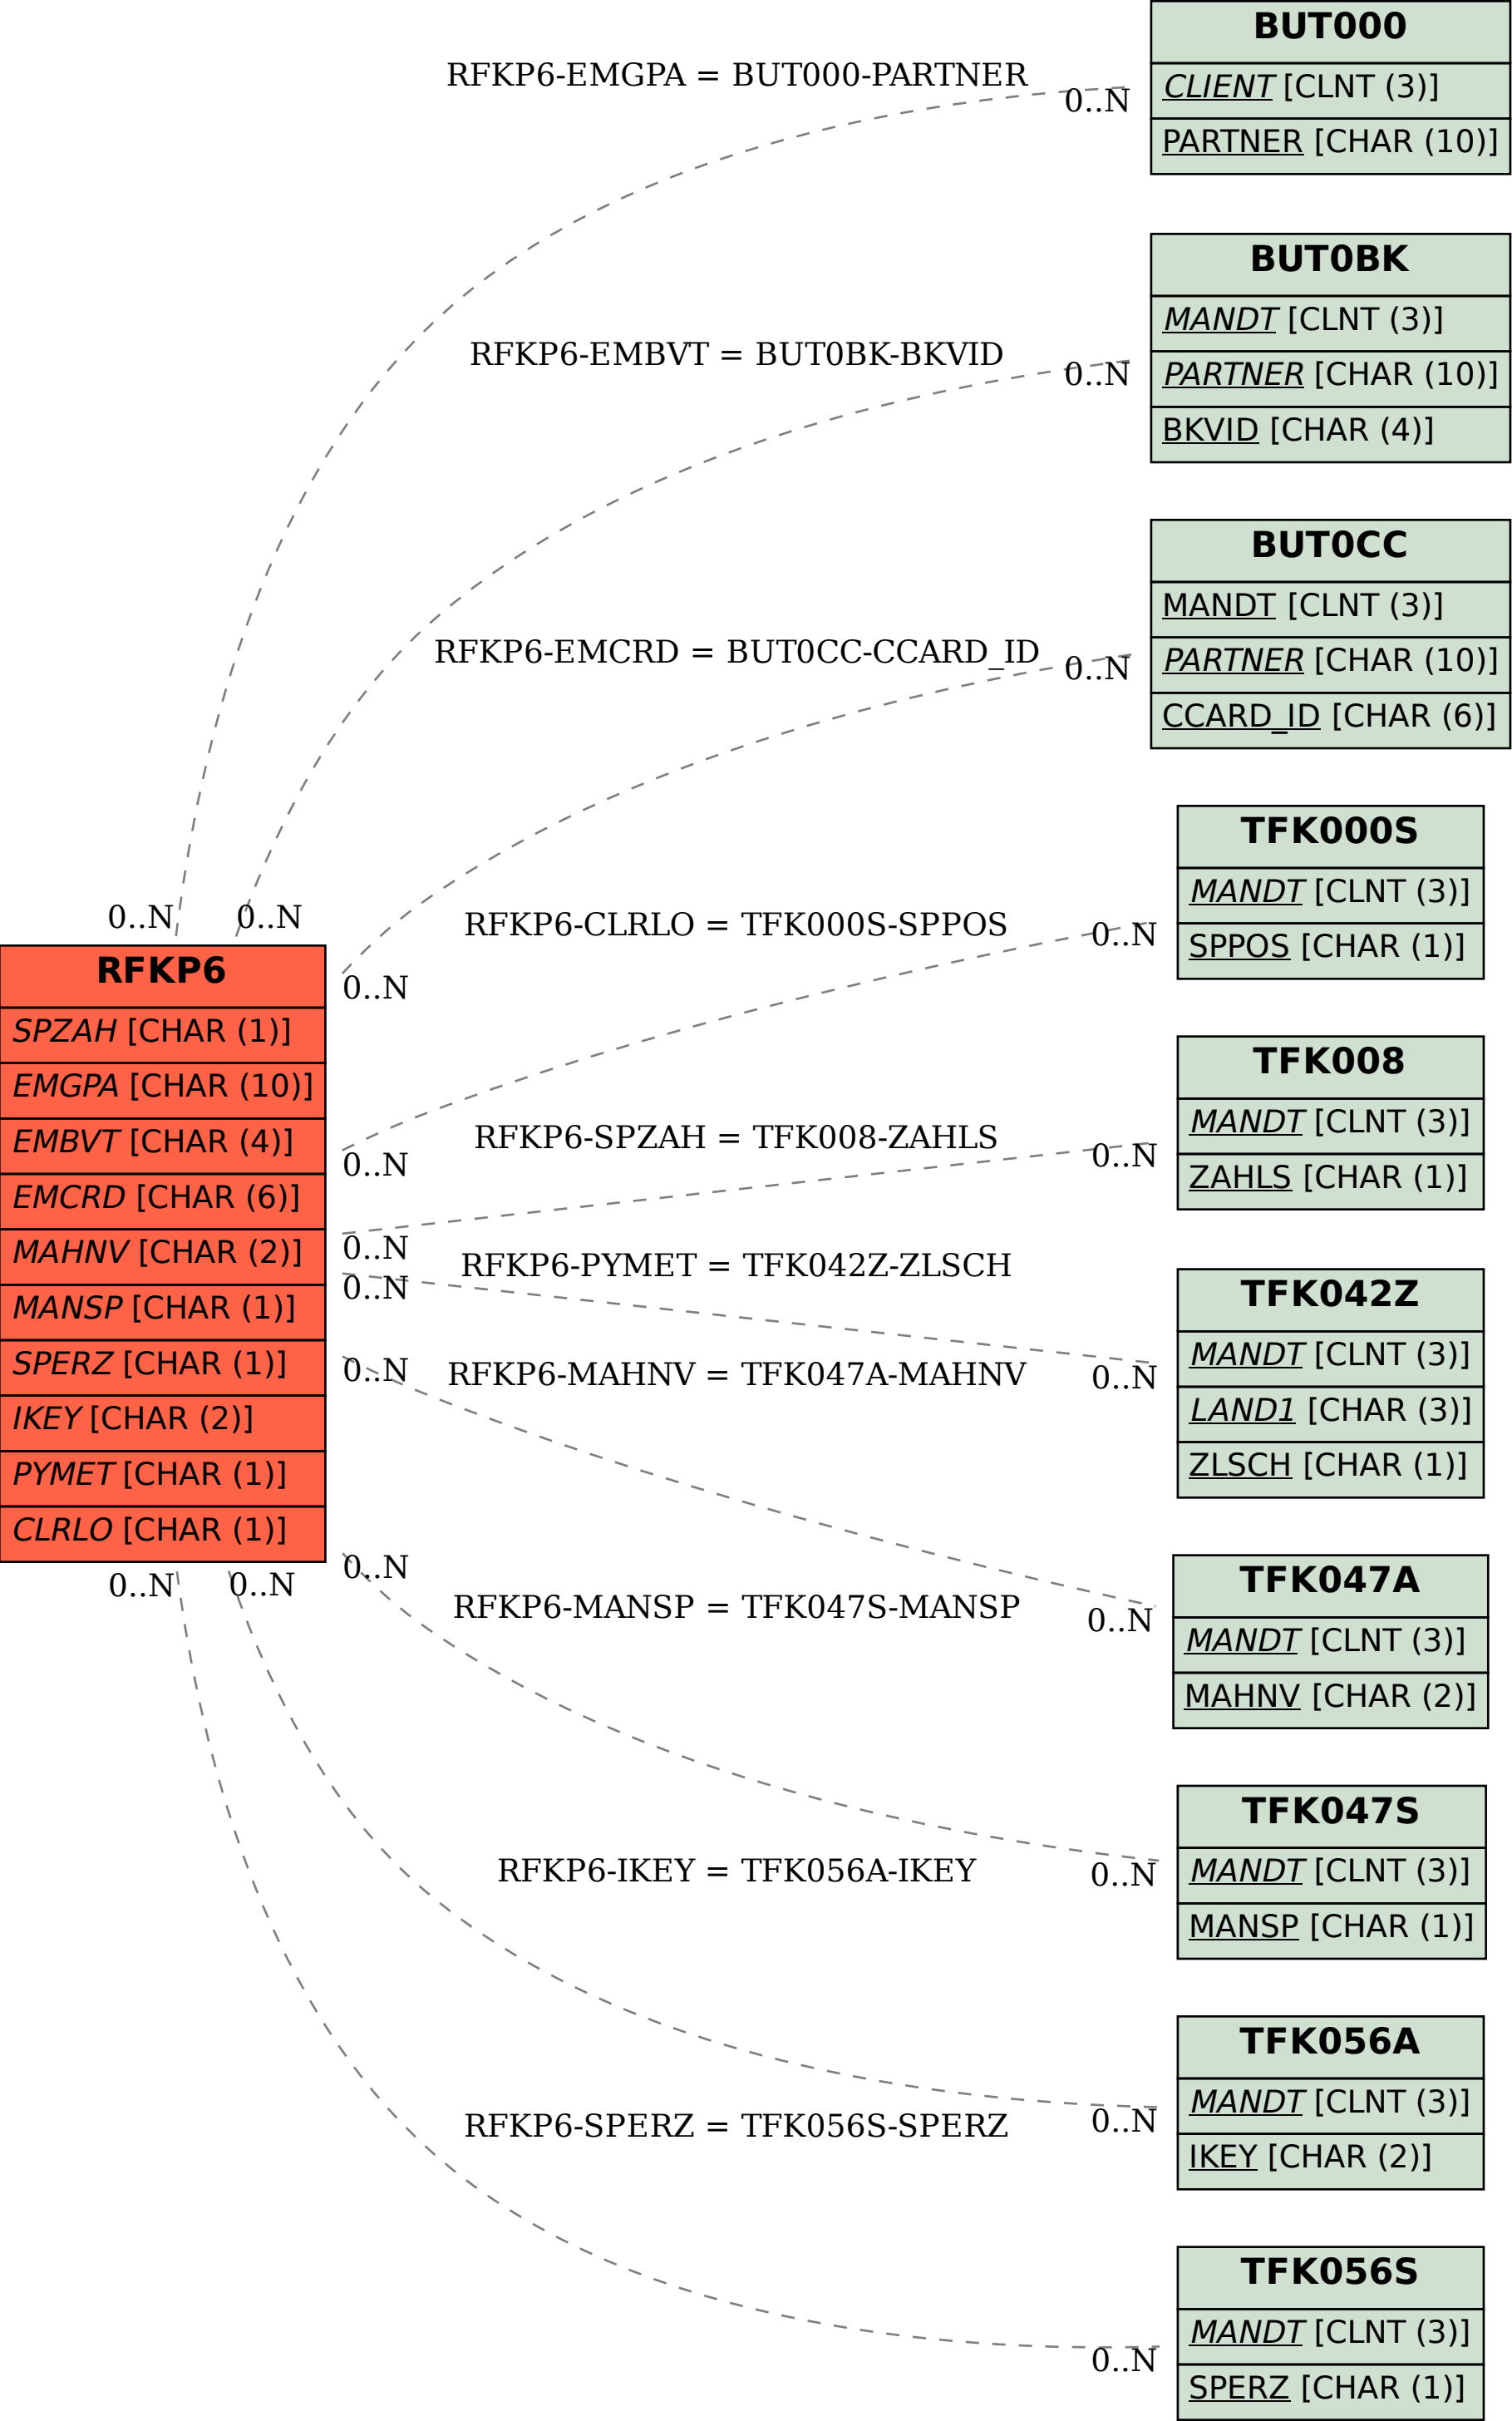 BUT000
CLIENT [CLNT (3)]
PARTNER [CHAR (10)]
RFKP6-EMGPA = BUT000-PARTNER
0..N
BUT0BK
MANDT [CLNT (3)]
PARTNER [CHAR (10)]
BKVID [CHAR (4)]
RFKP6-EMBVT = BUT0BK-BKVID
0..N
BUT0CC
MANDT [CLNT (3)]
PARTNER [CHAR (10)]
CCARD_ID [CHAR (6)]
RFKP6-EMCRD = BUT0CC-CCARD_ID
0..N
TFK000S
MANDT [CLNT (3)]
SPPOS [CHAR (1)]
RFKP6-CLRLO = TFK000S-SPPOS
0..N
0..N
0..N
RFKP6
SPZAH [CHAR (1)]
EMGPA [CHAR (10)]
EMBVT [CHAR (4)]
EMCRD [CHAR (6)]
MAHNV [CHAR (2)]
MANSP [CHAR (1)]
SPERZ [CHAR (1)]
IKEY [CHAR (2)]
PYMET [CHAR (1)]
CLRLO [CHAR (1)]
0..N
0..N
0..N
0..N
0..N
0..N
0..N
0..N
TFK008
MANDT [CLNT (3)]
ZAHLS [CHAR (1)]
RFKP6-SPZAH = TFK008-ZAHLS
0..N
RFKP6-PYMET = TFK042Z-ZLSCH
TFK042Z
MANDT [CLNT (3)]
LAND1 [CHAR (3)]
ZLSCH [CHAR (1)]
0..N
RFKP6-MAHNV = TFK047A-MAHNV
TFK047A
MANDT [CLNT (3)]
MAHNV [CHAR (2)]
0..N
RFKP6-MANSP = TFK047S-MANSP
TFK047S
MANDT [CLNT (3)]
MANSP [CHAR (1)]
0..N
RFKP6-IKEY = TFK056A-IKEY
TFK056A
MANDT [CLNT (3)]
IKEY [CHAR (2)]
0..N
RFKP6-SPERZ = TFK056S-SPERZ
TFK056S
MANDT [CLNT (3)]
SPERZ [CHAR (1)]
0..N